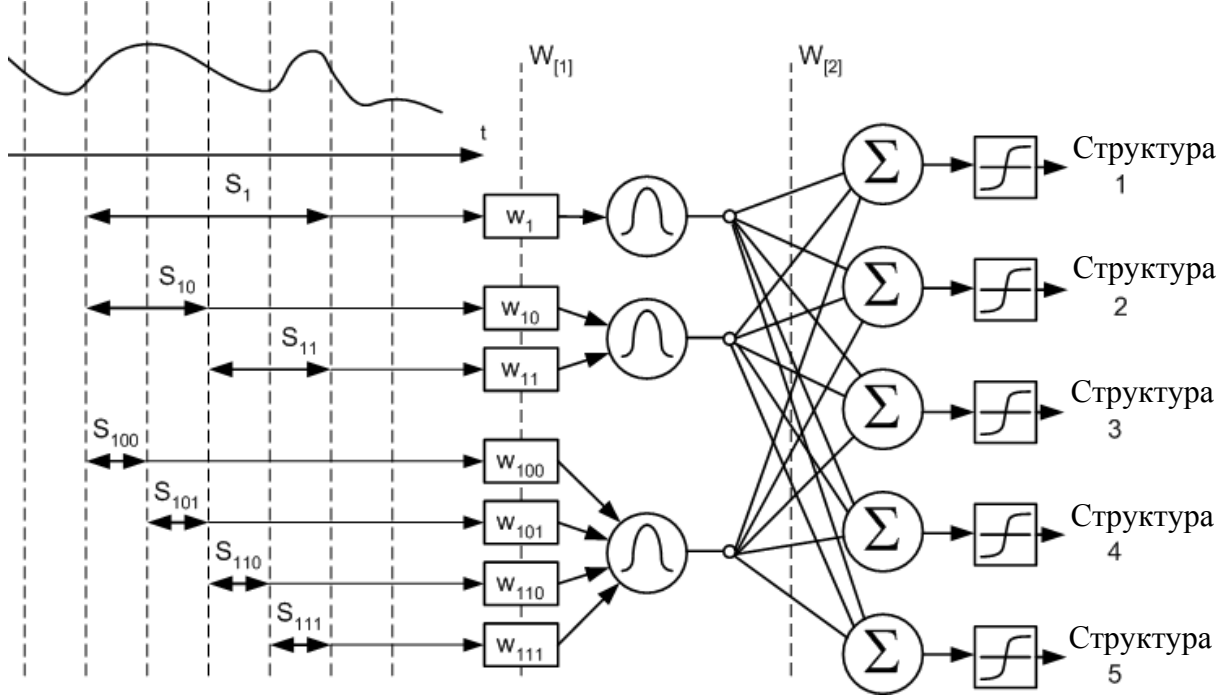 W[1]
W[2]
t
S1
w1
S10
w10
S11
w11
S100
w100
S101
w101
S110
w110
S111
w111
Σ
Структура
1
Σ
Структура
2
Σ
Структура
3
Σ
Структура
4
Σ
Структура
5